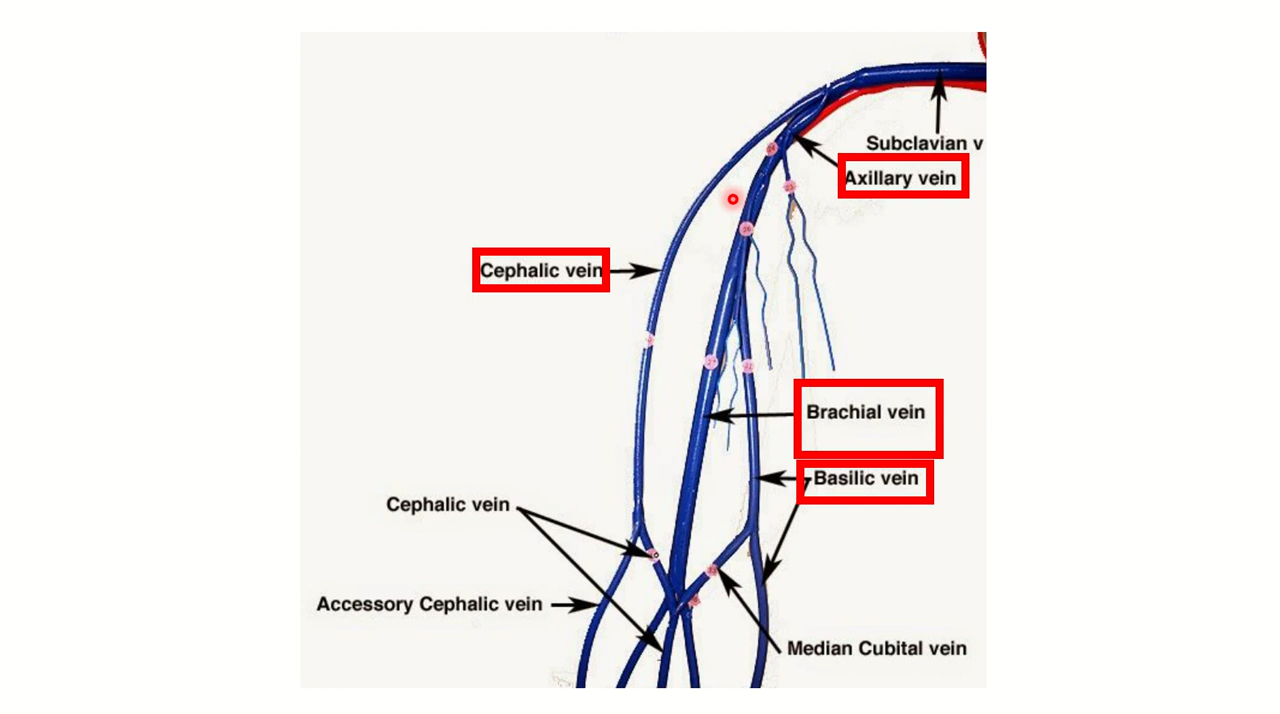 Subclavian v
Axillary vein
Cephalic vein
Brachial vein
Basilic vein
Cephalic vein
Accessory Cephalic vein
Median Cubital vein